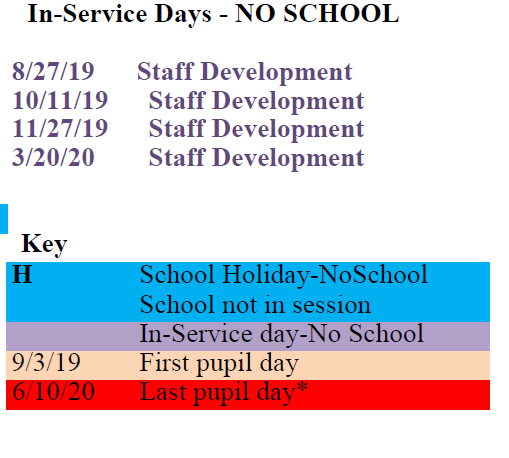 In-Service Days - NO SCHOOL
8/27/19 Staff Development
10/11/19 Staff Development
11/27/19 Staff Development
3/20/20 Staff Development
Key
H School Holiday-NoSchool
School not in session
In-Service day-No School
9/3/19 First pupil day
6/10/20 Last pupil day*